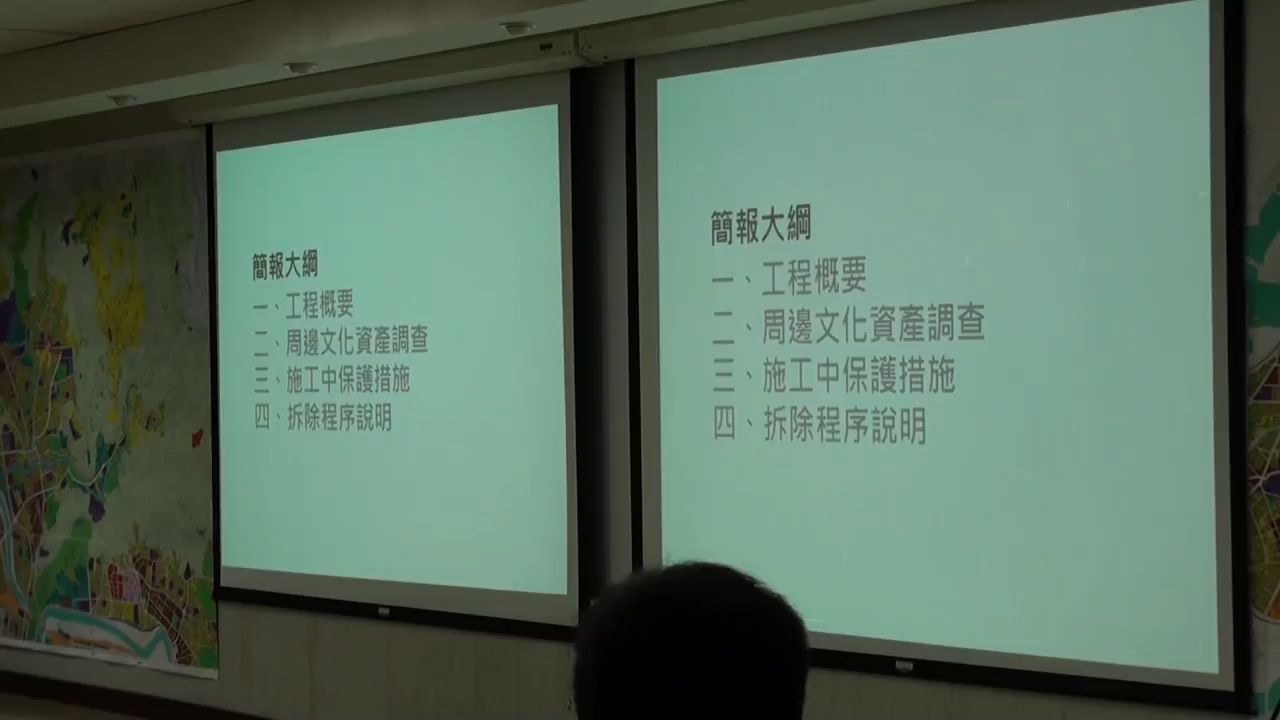 簡報大綱
一、工程概要
二、周邊文化資產調查
三、施工中保護措施
四、拆除程序說明
簡報大綱
一、工程概要
二、周邊文化資產調查
三、施工中保護措施
四、拆除程序說明